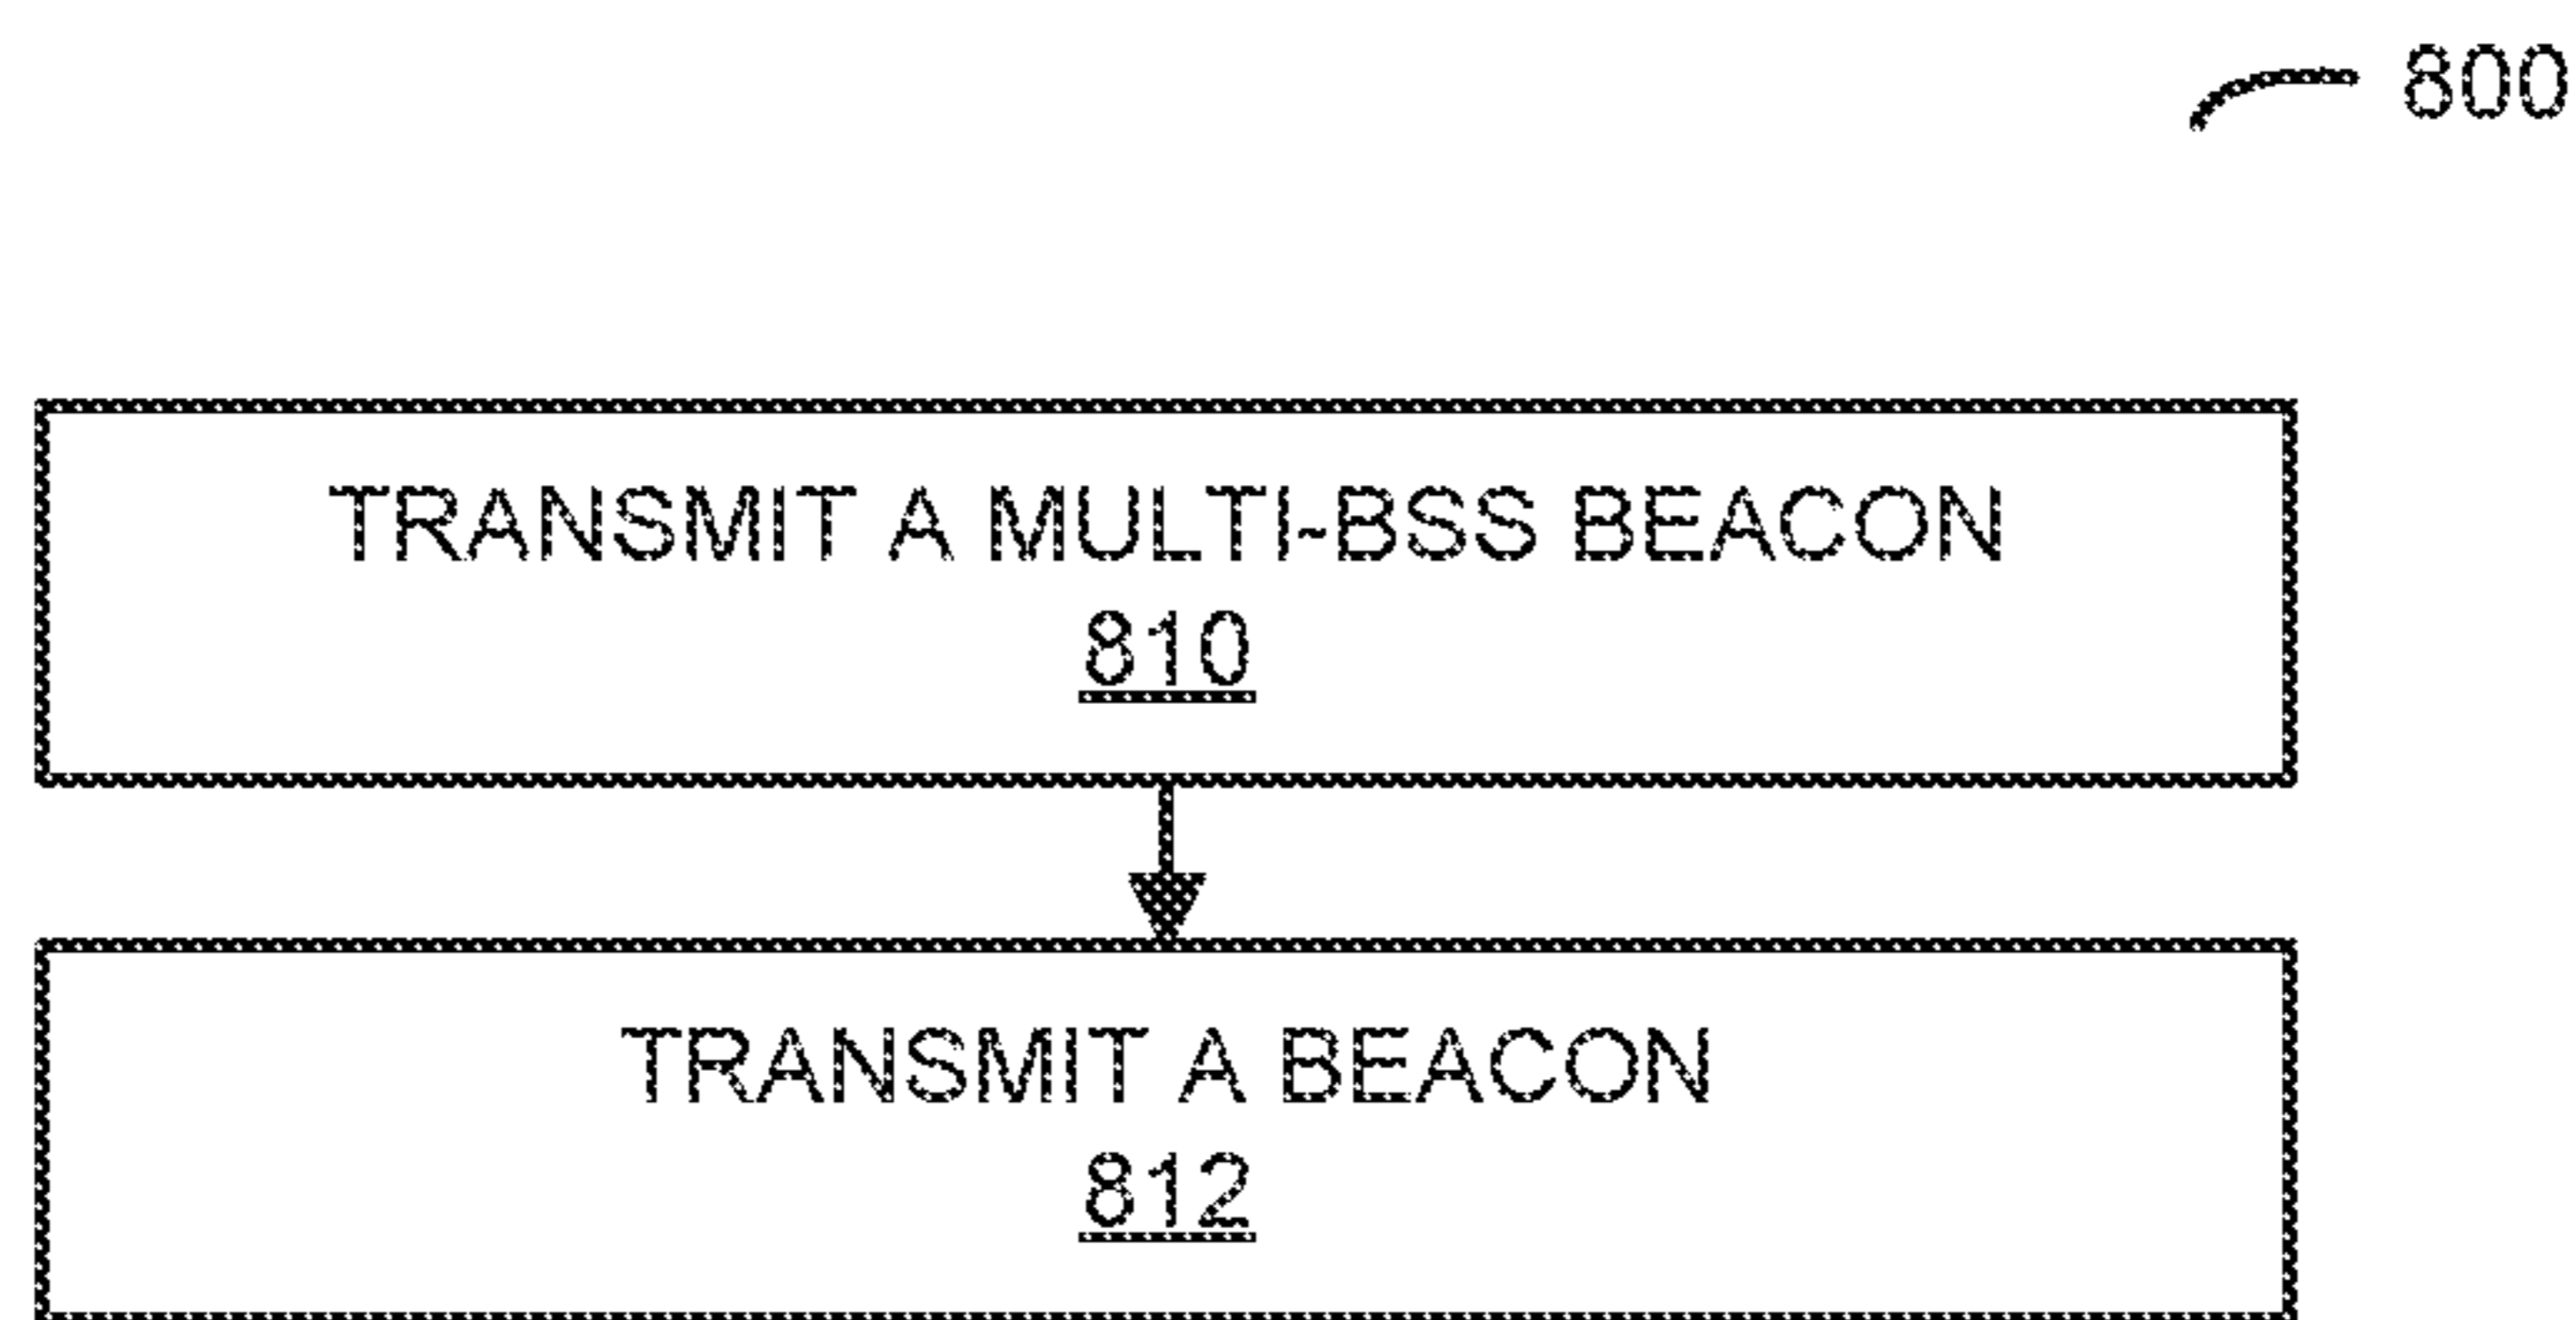 800
TRANSMIT A MULTI-BSS BEACON
810
TRANSMIT A BEACON
812